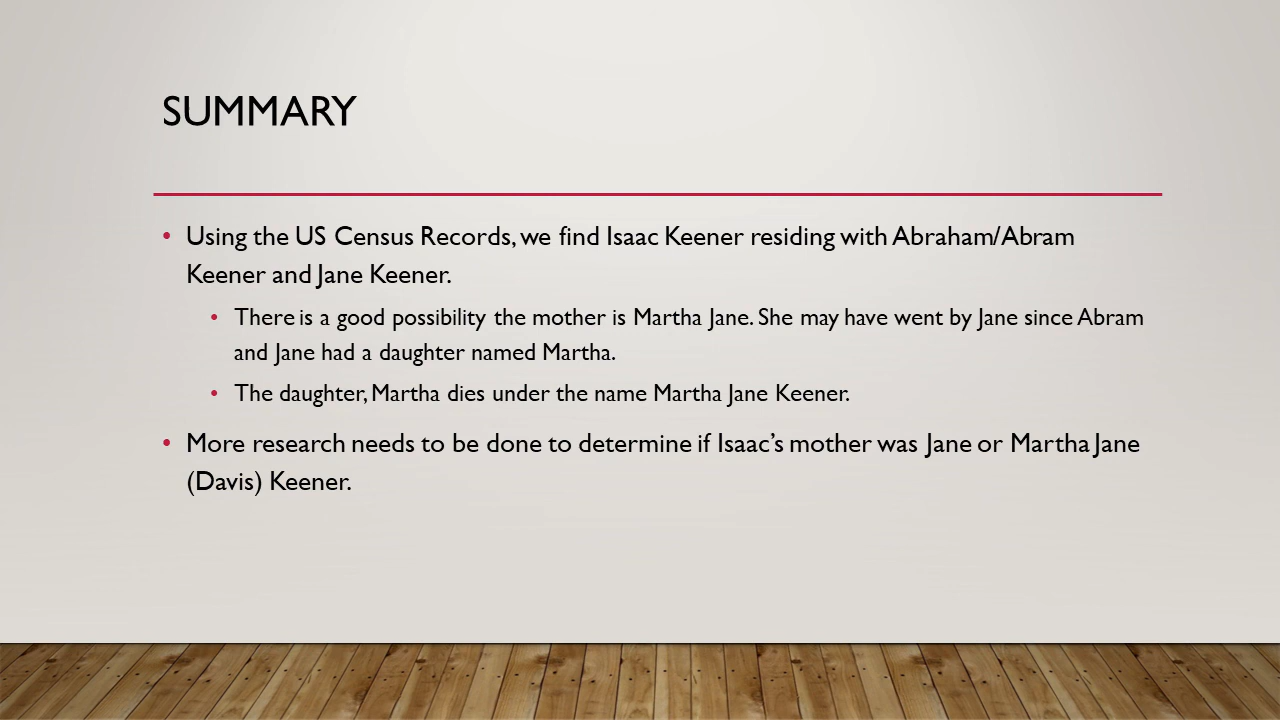 SUMMARY
• Using the US Census Records, we find Isaac Keener residing with Abraham/Abram
Keener and Jane Keener.
• There is a good possibility the mother is Martha Jane. She may have went by Jane since Abram
and Jane had a daughter named Martha.
• The daughter, Martha dies under the name Martha Jane Keener.
• More research needs to be done to determine if Isaac’s mother was Jane or Martha Jane
(Davis) Keener.